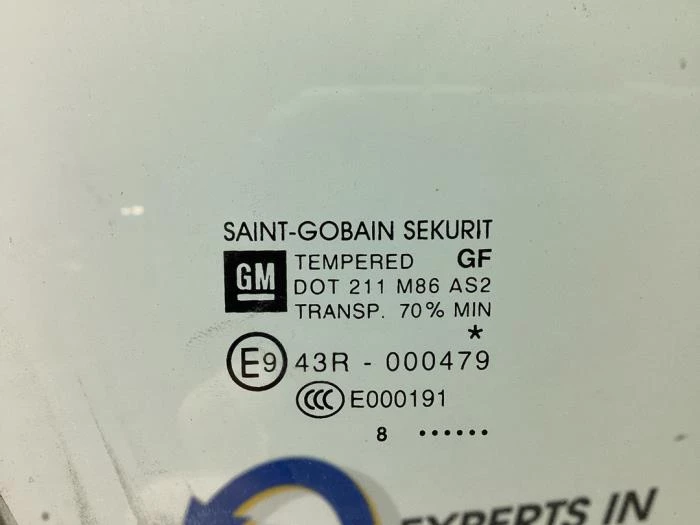 SAINT-GOBAIN SEKURIT
GM
TEMPERED GF
DOT 211 M86 AS2
TRANSP. 70% MIN
*
E9 43R - 000479
CCC E000191
8 ••••••
EXPERTS IN